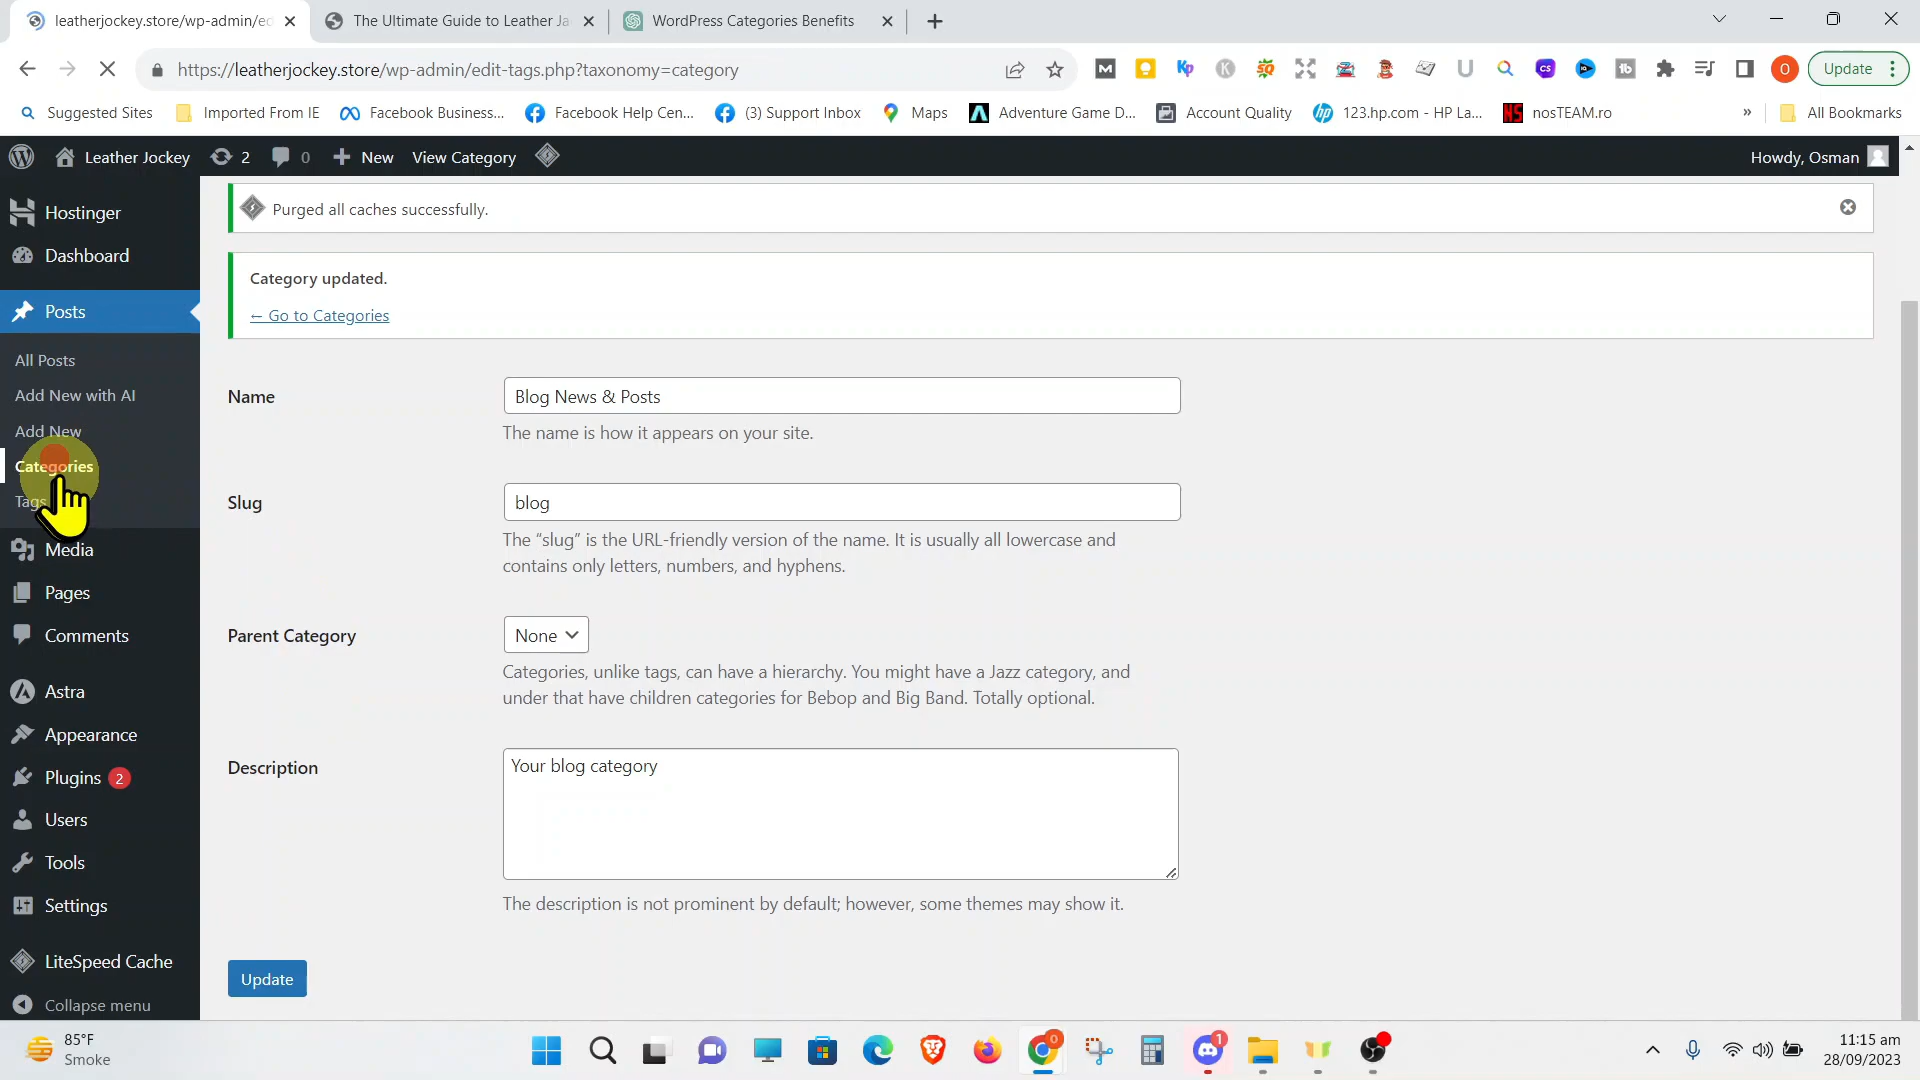 leatherjockey.store/wp-admin/ed
The Ultimate Guide to Leather Ja
WordPress Categories Benefits
https://leatherjockey.store/wp-admin/edit-tags.php?taxonomy=category
Update
Suggested Sites
Imported From IE
Facebook Business...
Facebook Help Cen...
(3) Support Inbox
Maps
Adventure Game D...
Account Quality
123.hp.com - HP La...
nosTEAM.ro
»
All Bookmarks
Leather Jockey
2
0
New
View Category
Howdy, Osman
Hostinger
Dashboard
Posts
All Posts
Add New with AI
Add New
Categories
Tags
Media
Pages
Comments
Astra
Appearance
Plugins 2
Users
Tools
Settings
LiteSpeed Cache
Collapse menu
Purged all caches successfully.
Category updated.
← Go to Categories
Name
Blog News & Posts
The name is how it appears on your site.
Slug
blog
The “slug” is the URL-friendly version of the name. It is usually all lowercase and
contains only letters, numbers, and hyphens.
Parent Category
None
Categories, unlike tags, can have a hierarchy. You might have a Jazz category, and
under that have children categories for Bebop and Big Band. Totally optional.
Description
Your blog category
The description is not prominent by default; however, some themes may show it.
Update
85°F
Smoke
11:15 am
28/09/2023